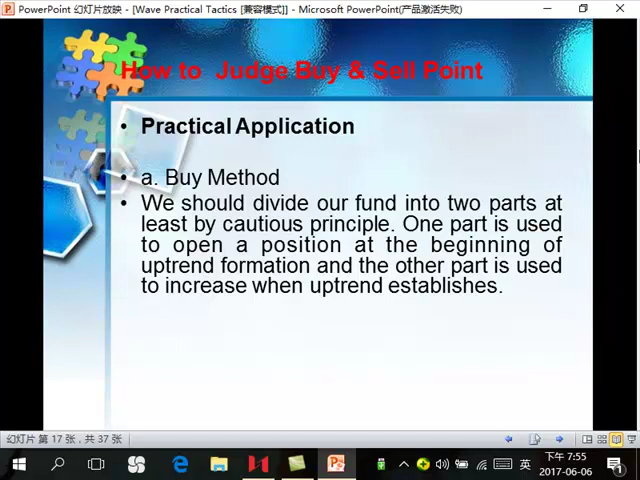 PowerPoint 幻灯片放映 - [Wave Practical Tactics [兼容模式]] - Microsoft PowerPoint(产品激活失败)
How to Judge Buy & Sell Point
• Practical Application
• a. Buy Method
• We should divide our fund into two parts at
least by cautious principle. One part is used
to open a position at the beginning of
uptrend formation and the other part is used
to increase when uptrend establishes.
幻灯片 第 17 张，共 37 张
英
下午 7:55
2017-06-06
1